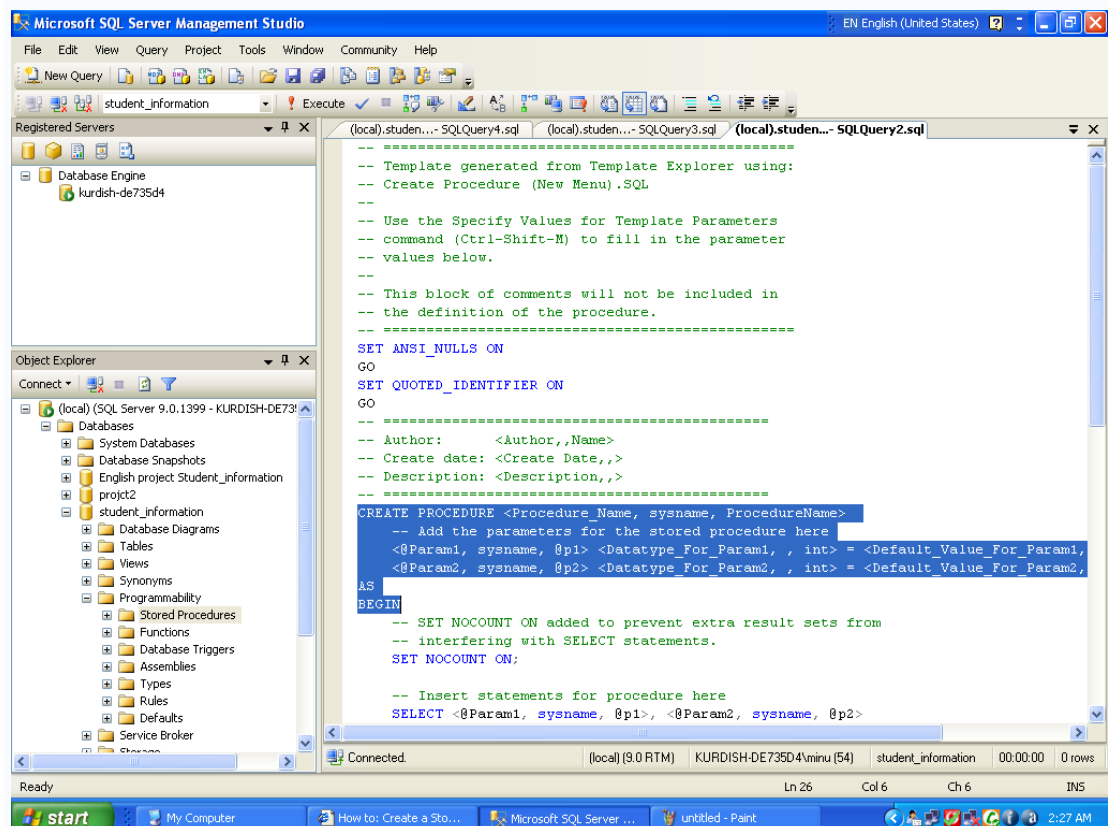 Microsoft SQL Server Management Studio
EN English (United States)
File Edit View Query Project Tools Window Community Help
New Query
student_information
Execute
Registered Servers
Database Engine
kurdish-de735d4
Object Explorer
Connect
(local) (SQL Server 9.0.1399 - KURDISH-DE73
Databases
System Databases
Database Snapshots
English project Student_information
projct2
student_information
Database Diagrams
Tables
Views
Synonyms
Programmability
Stored Procedures
Functions
Database Triggers
Assemblies
Types
Rules
Defaults
Service Broker
Storage
(local).studen...- SQLQuery4.sql
(local).studen...- SQLQuery3.sql
(local).studen...- SQLQuery2.sql
-- ================================================
-- Template generated from Template Explorer using:
-- Create Procedure (New Menu).SQL
--
-- Use the Specify Values for Template Parameters
-- command (Ctrl-Shift-M) to fill in the parameter
-- values below.
--
-- This block of comments will not be included in
-- the definition of the procedure.
-- ================================================
SET ANSI_NULLS ON
GO
SET QUOTED_IDENTIFIER ON
GO
-- =============================================
-- Author: <Author,,Name>
-- Create date: <Create Date,,>
-- Description: <Description,,>
-- =============================================
CREATE PROCEDURE <Procedure_Name, sysname, ProcedureName>
-- Add the parameters for the stored procedure here
<@Param1, sysname, @p1> <Datatype_For_Param1, , int> = <Default_Value_For_Param1,
<@Param2, sysname, @p2> <Datatype_For_Param2, , int> = <Default_Value_For_Param2,
AS
BEGIN
-- SET NOCOUNT ON added to prevent extra result sets from
-- interfering with SELECT statements.
SET NOCOUNT ON;
-- Insert statements for procedure here
SELECT <@Param1, sysname, @p1>, <@Param2, sysname, @p2>
Connected. (local) (9.0 RTM) KURDISH-DE735D4\minu (54) student_information 00:00:00 0 rows
Ready Ln 26 Col 6 Ch 6 INS
start My Computer How to: Create a Sto... Microsoft SQL Server ... untitled - Paint 2:27 AM